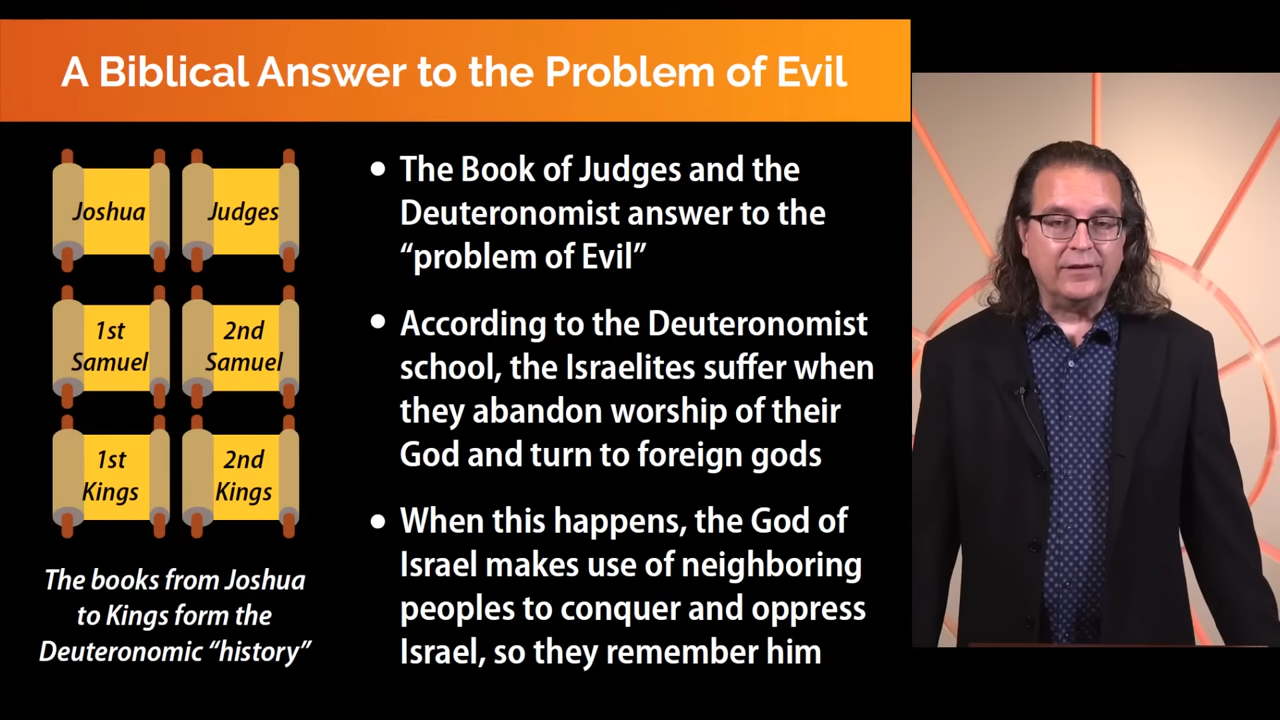 A Biblical Answer to the Problem of Evil
Joshua
Judges
1st
Samuel
2nd
Samuel
1st
Kings
2nd
Kings
The books from Joshua
to Kings form the
Deuteronomic “history”
• The Book of Judges and the
Deuteronomist answer to the
“problem of Evil”
• According to the Deuteronomist
school, the Israelites suffer when
they abandon worship of their
God and turn to foreign gods
• When this happens, the God of
Israel makes use of neighboring
peoples to conquer and oppress
Israel, so they remember him